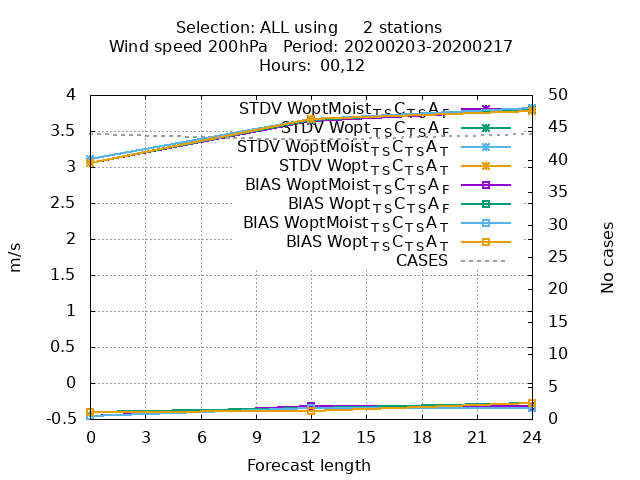 Selection: ALL using 2 stations
Wind speed 200hPa Period: 20200203-20200217
Hours: 00,12
4
3.5
3
2.5
2
1.5
1
0.5
0
-0.5
m/s
50
45
40
35
30
25
20
15
10
5
0
No cases
STDV WoptMoistTSCTSAF
STDV WoptTSCTSAF
STDV WoptMoistTSCTSAT
STDV WoptTSCTSAT
BIAS WoptMoistTSCTSAF
BIAS WoptTSCTSAF
BIAS WoptMoistTSCTSAT
BIAS WoptTSCTSAT
CASES
0 3 6 9 12 15 18 21 24
Forecast length